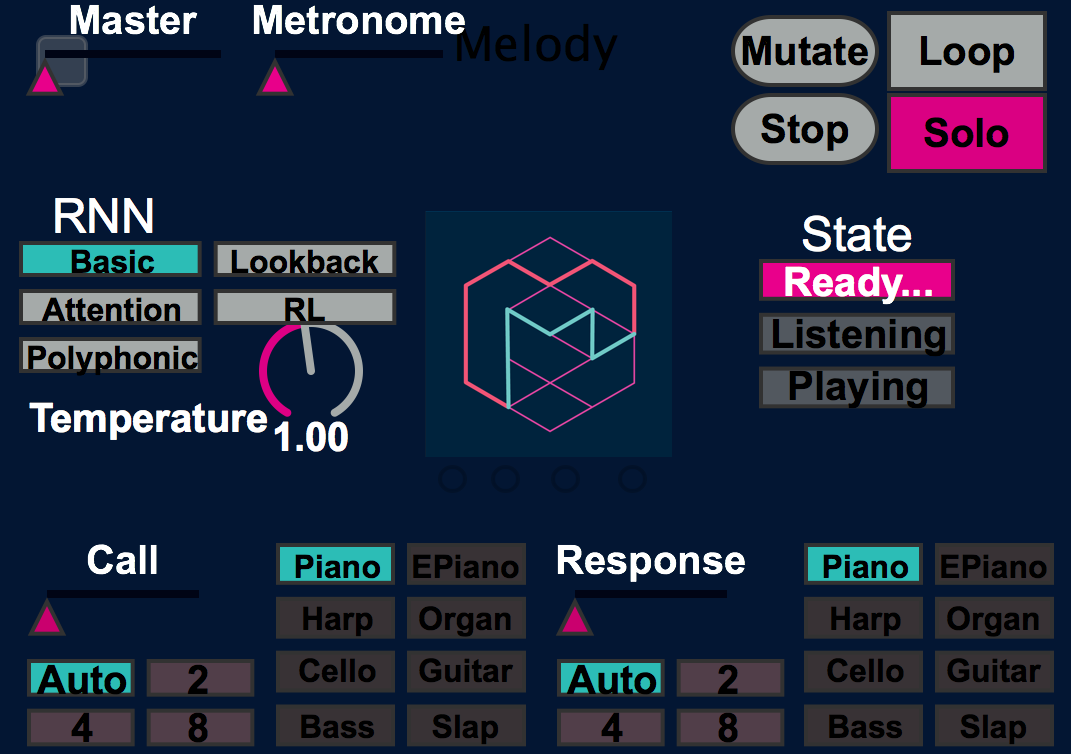 Master Metronome Melody
Mutate Loop
Stop Solo
RNN
Basic Lookback
Attention RL
Polyphonic
Temperature
1.00
State
Ready...
Listening
Playing
Call
Piano EPiano
Harp Organ
Cello Guitar
Bass Slap
Auto 2
4 8
Response
Piano EPiano
Harp Organ
Cello Guitar
Bass Slap
Auto 2
4 8